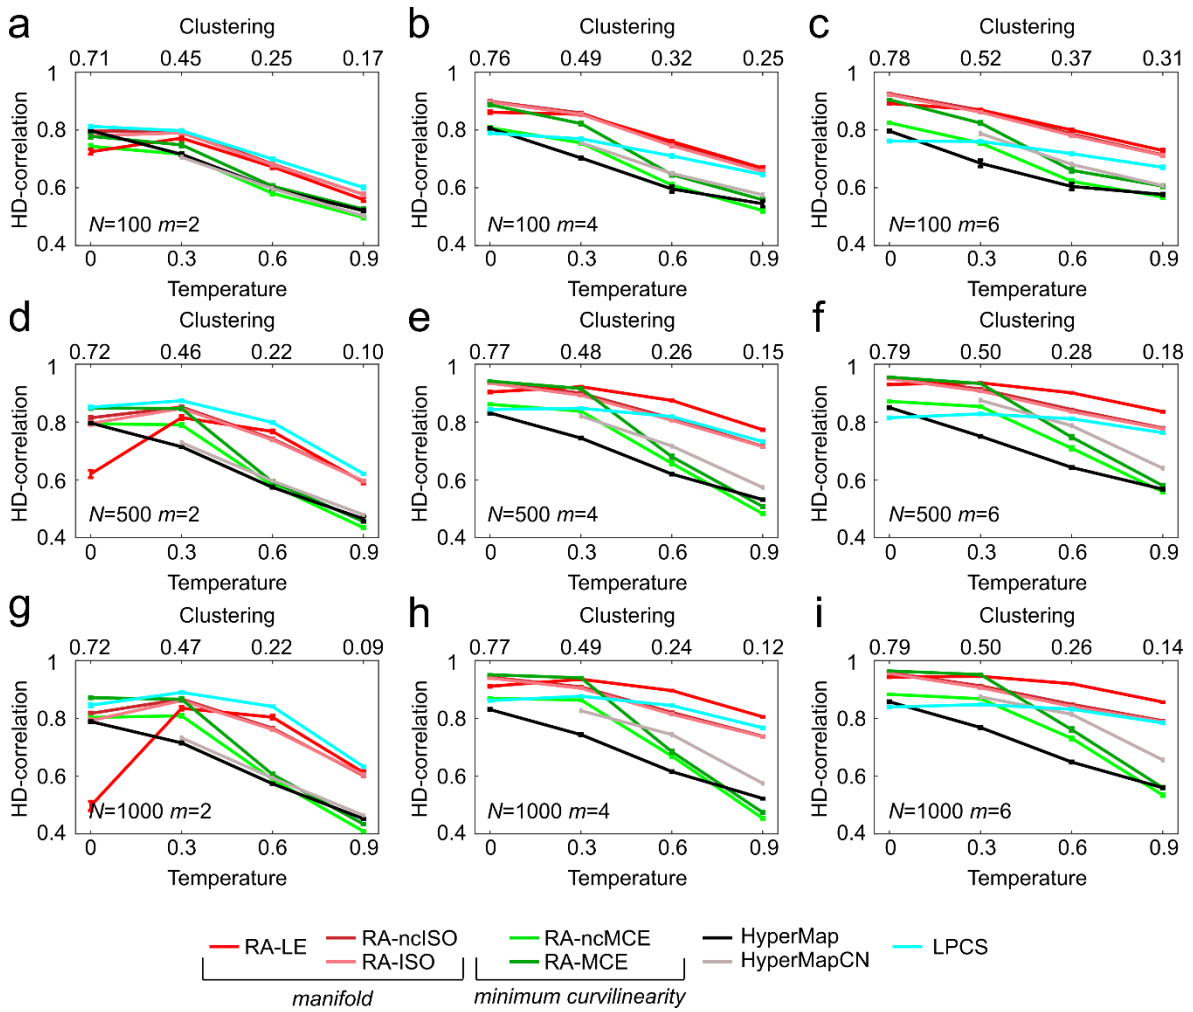 a
Clustering
0.71 0.45 0.25 0.17
HD-correlation
1
0.8
0.6
0.4
N=100 m=2
0 0.3 0.6 0.9
Temperature
b
Clustering
0.76 0.49 0.32 0.25
HD-correlation
1
0.8
0.6
0.4
N=100 m=4
0 0.3 0.6 0.9
Temperature
c
Clustering
0.78 0.52 0.37 0.31
HD-correlation
1
0.8
0.6
0.4
N=100 m=6
0 0.3 0.6 0.9
Temperature
d
Clustering
0.72 0.46 0.22 0.10
HD-correlation
1
0.8
0.6
0.4
N=500 m=2
0 0.3 0.6 0.9
Temperature
e
Clustering
0.77 0.48 0.26 0.15
HD-correlation
1
0.8
0.6
0.4
N=500 m=4
0 0.3 0.6 0.9
Temperature
f
Clustering
0.79 0.50 0.28 0.18
HD-correlation
1
0.8
0.6
0.4
N=500 m=6
0 0.3 0.6 0.9
Temperature
g
Clustering
0.72 0.47 0.22 0.09
HD-correlation
1
0.8
0.6
0.4
N=1000 m=2
0 0.3 0.6 0.9
Temperature
h
Clustering
0.77 0.49 0.24 0.12
HD-correlation
1
0.8
0.6
0.4
N=1000 m=4
0 0.3 0.6 0.9
Temperature
i
Clustering
0.79 0.50 0.26 0.14
HD-correlation
1
0.8
0.6
0.4
N=1000 m=6
0 0.3 0.6 0.9
Temperature
RA-LE
RA-ncISO
RA-ISO
manifold
RA-ncMCE
RA-MCE
minimum curvilinearity
HyperMap
HyperMapCN
LPCS